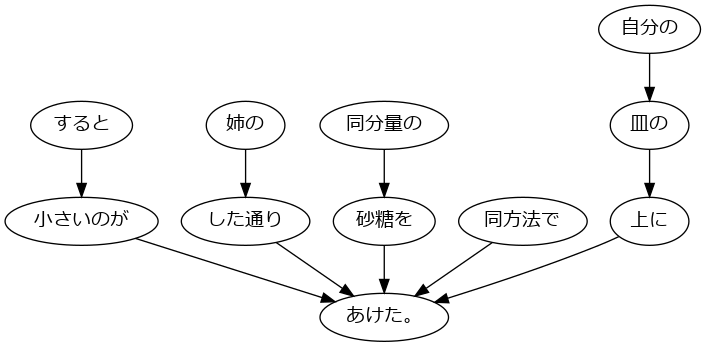 自分の
すると
姉の
同分量の
皿の
小さいのが
した通り
砂糖を
同方法で
上に
あけた。